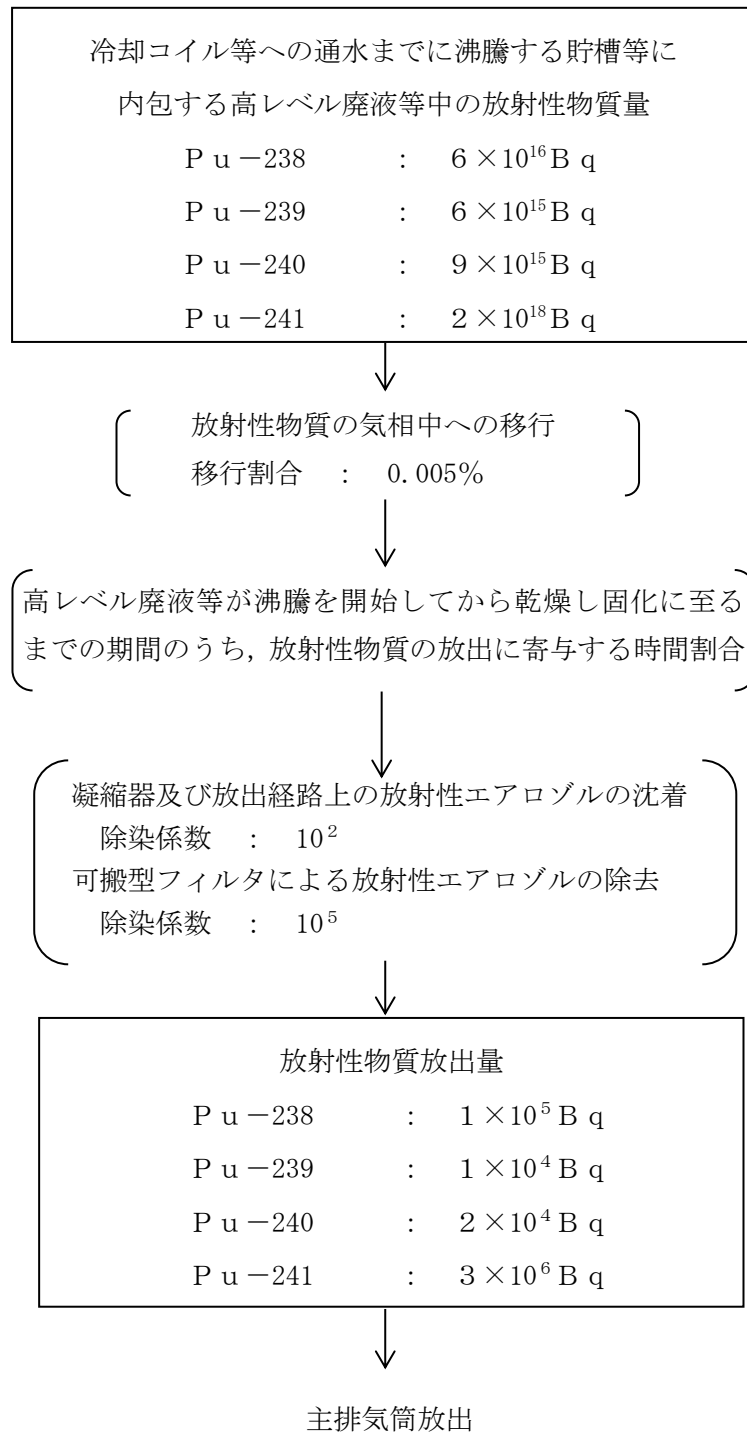 冷却コイル等への通水までに沸騰する貯槽等に
内包する高レベル廃液等中の放射性物質量
Ｐｕ－238 : 6×10¹⁶Ｂｑ
Ｐｕ－239 : 6×10¹⁵Ｂｑ
Ｐｕ－240 : 9×10¹⁵Ｂｑ
Ｐｕ－241 : 2×10¹⁸Ｂｑ
放射性物質の気相中への移行
移行割合 : 0.005%
高レベル廃液等が沸騰を開始してから乾燥し固化に至る
までの期間のうち，放射性物質の放出に寄与する時間割合
凝縮器及び放出経路上の放射性エアロゾルの沈着
除染係数 : 10²
可搬型フィルタによる放射性エアロゾルの除去
除染係数 : 10⁵
放射性物質放出量
Ｐｕ－238 : 1×10⁵Ｂｑ
Ｐｕ－239 : 1×10⁴Ｂｑ
Ｐｕ－240 : 2×10⁴Ｂｑ
Ｐｕ－241 : 3×10⁶Ｂｑ
主排気筒放出